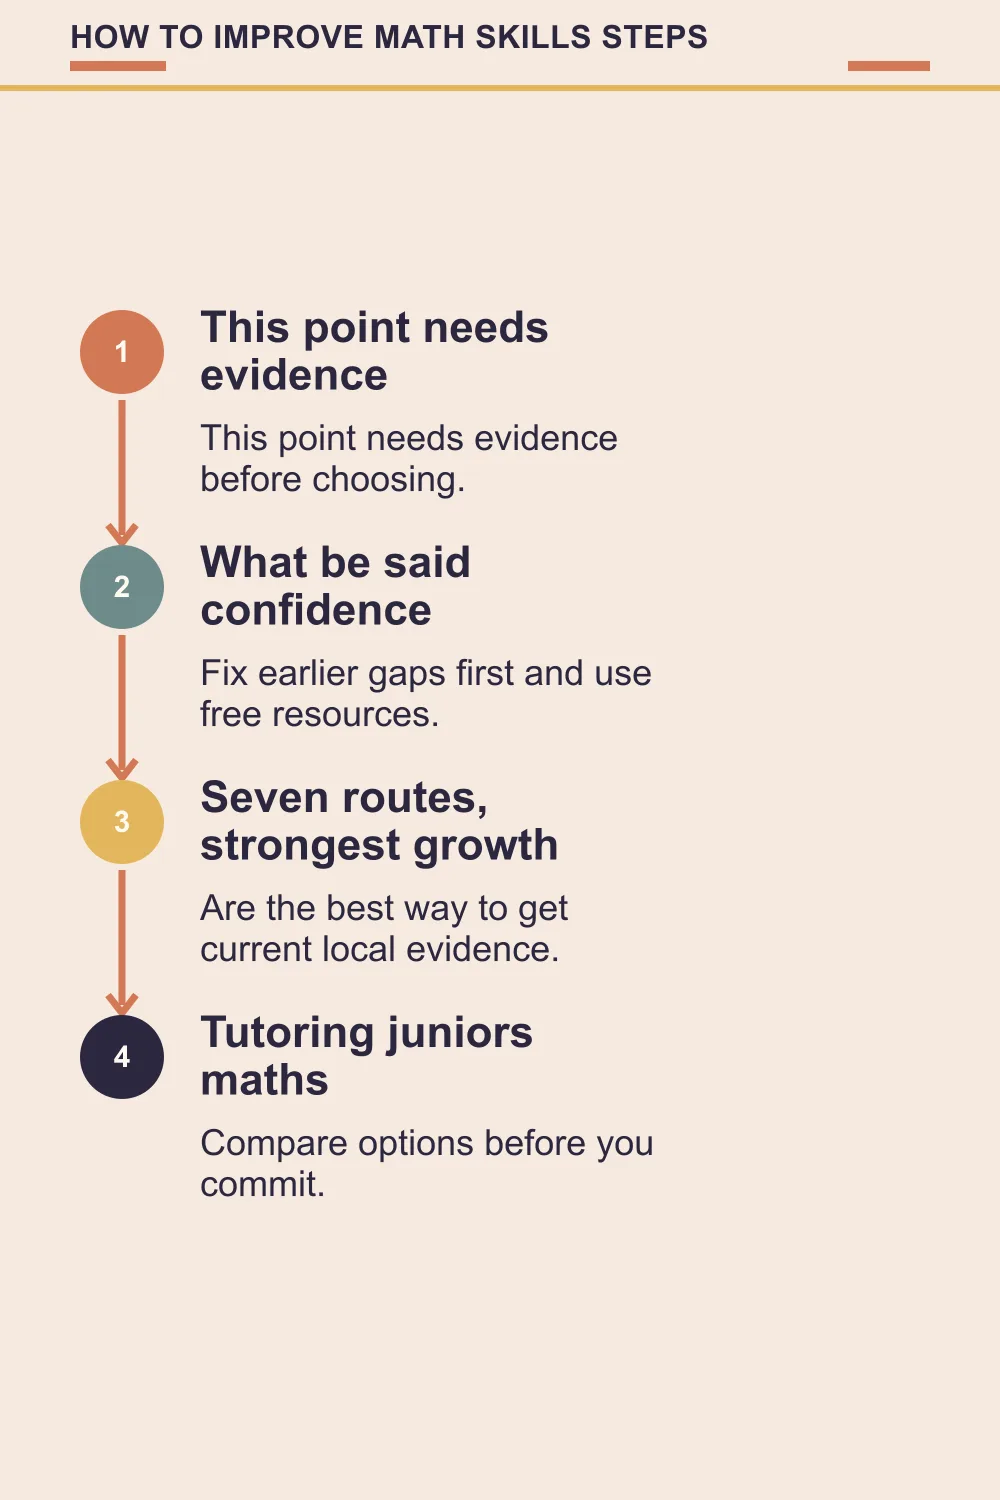 HOW TO IMPROVE MATH SKILLS STEPS
1
This point needs
evidence
This point needs evidence
before choosing.
2
What be said
confidence
Fix earlier gaps first and use
free resources.
3
Seven routes,
strongest growth
Are the best way to get
current local evidence.
4
Tutoring juniors
maths
Compare options before you
commit.